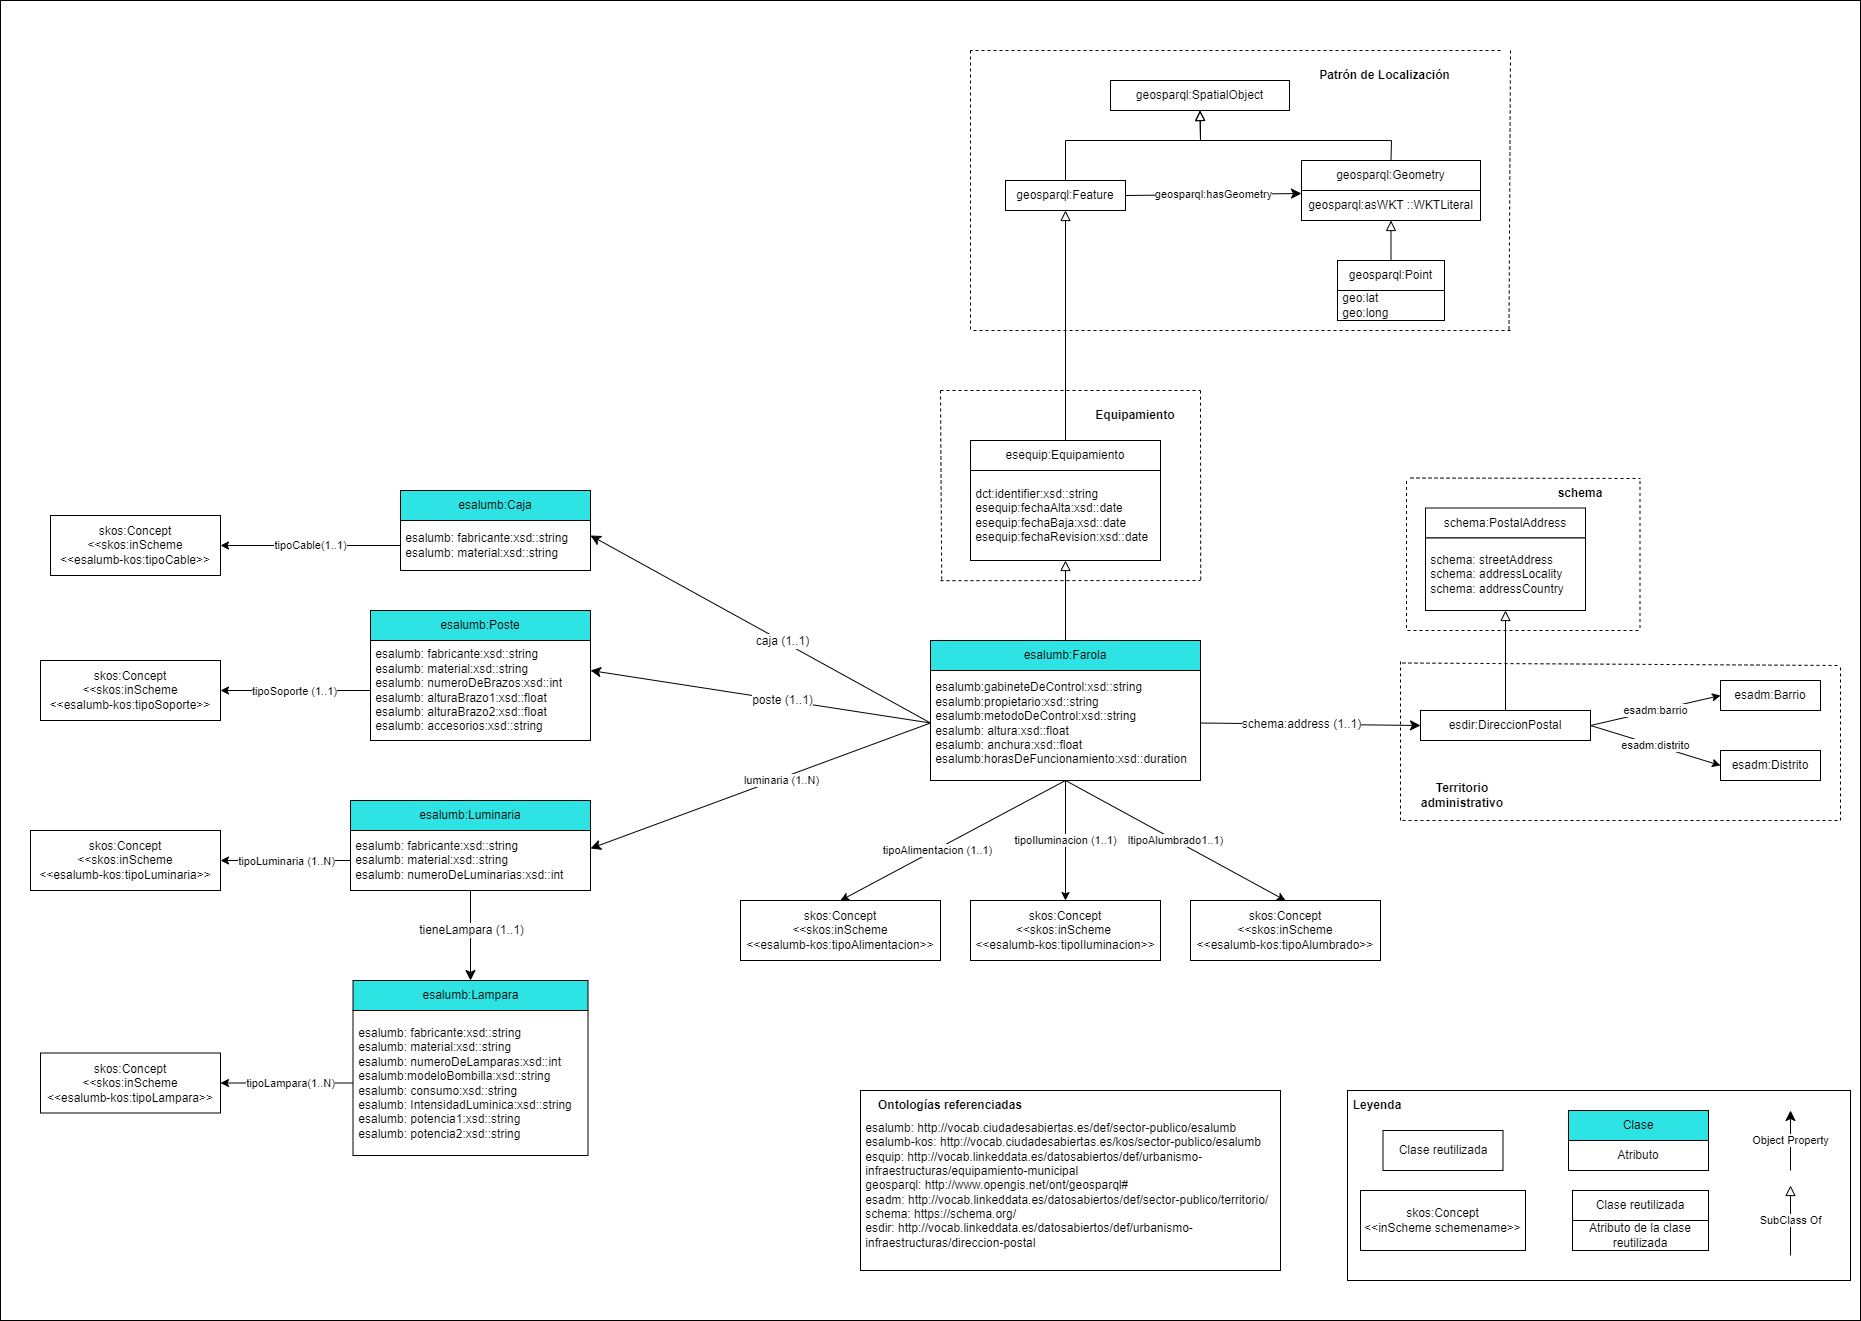 Patrón de Localización
geosparql:SpatialObject
geosparql:Feature
geosparql:hasGeometry
geosparql:Geometry
geosparql:asWKT ::WKTLiteral
geosparql:Point
geo:lat
geo:long
Equipamiento
esequip:Equipamiento
dct:identifier:xsd::string
esequip:fechaAlta:xsd::date
esequip:fechaBaja:xsd::date
esequip:fechaRevision:xsd::date
schema
schema:PostalAddress
schema: streetAddress
schema: addressLocality
schema: addressCountry
esalumb:Caja
esalumb: fabricante:xsd::string
esalumb: material:xsd::string
tipoCable(1..1)
skos:Concept
<<skos:inScheme
<<esalumb-kos:tipoCable>>
esalumb:Poste
esalumb: fabricante:xsd::string
esalumb: material:xsd::string
esalumb: numeroDeBrazos:xsd::int
esalumb: alturaBrazo1:xsd::float
esalumb: alturaBrazo2:xsd::float
esalumb: accesorios:xsd::string
tipoSoporte (1..1)
skos:Concept
<<skos:inScheme
<<esalumb-kos:tipoSoporte>>
caja (1..1)
poste (1..1)
luminaria (1..N)
esalumb:Farola
esalumb:gabineteDeControl:xsd::string
esalumb:propietario:xsd::string
esalumb:metodoDeControl:xsd::string
esalumb: altura:xsd::float
esalumb: anchura:xsd::float
esalumb:horasDeFuncionamiento:xsd::duration
schema:address (1..1)
esdir:DireccionPostal
esadm:barrio
esadm:Barrio
esadm:distrito
esadm:Distrito
Territorio
administrativo
esalumb:Luminaria
esalumb: fabricante:xsd::string
esalumb: material:xsd::string
esalumb: numeroDeLuminarias:xsd::int
tipoLuminaria (1..N)
skos:Concept
<<skos:inScheme
<<esalumb-kos:tipoLuminaria>>
tieneLampara (1..1)
tipoAlimentacion (1..1)
tipoIluminacion (1..1)
ltipoAlumbrado1..1)
skos:Concept
<<skos:inScheme
<<esalumb-kos:tipoAlimentacion>>
skos:Concept
<<skos:inScheme
<<esalumb-kos:tipoIluminacion>>
skos:Concept
<<skos:inScheme
<<esalumb-kos:tipoAlumbrado>>
esalumb:Lampara
esalumb: fabricante:xsd::string
esalumb: material:xsd::string
esalumb: numeroDeLamparas:xsd::int
esalumb:modeloBombilla:xsd::string
esalumb: consumo:xsd::string
esalumb: IntensidadLuminica:xsd::string
esalumb: potencia1:xsd::string
esalumb: potencia2:xsd::string
tipoLampara(1..N)
skos:Concept
<<skos:inScheme
<<esalumb-kos:tipoLampara>>
Ontologías referenciadas
esalumb: http://vocab.ciudadesabiertas.es/def/sector-publico/esalumb
esalumb-kos: http://vocab.ciudadesabiertas.es/kos/sector-publico/esalumb
esquip: http://vocab.linkeddata.es/datosabiertos/def/urbanismo-
infraestructuras/equipamiento-municipal
geosparql: http://www.opengis.net/ont/geosparql#
esadm: http://vocab.linkeddata.es/datosabiertos/def/sector-publico/territorio/
schema: https://schema.org/
esdir: http://vocab.linkeddata.es/datosabiertos/def/urbanismo-
infraestructuras/direccion-postal
Leyenda
Clase reutilizada
Clase
Atributo
Object Property
skos:Concept
<<inScheme schemename>>
Clase reutilizada
Atributo de la clase
reutilizada
SubClass Of